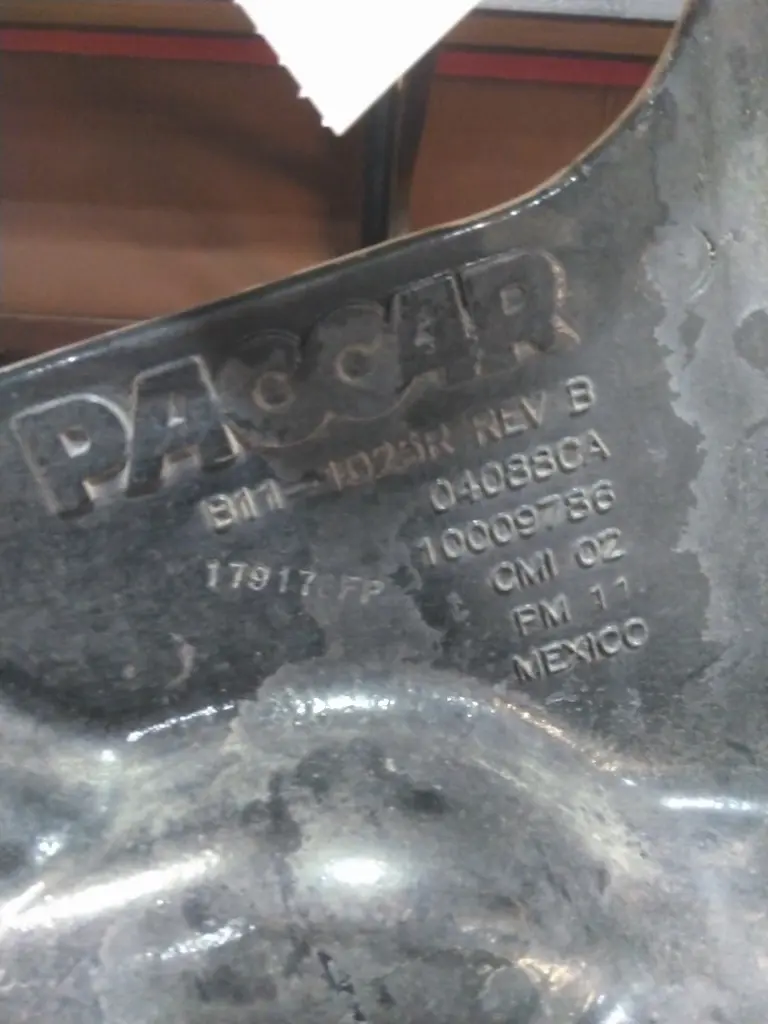 PACCAR
B11-1025R REV B
04088CA
10009786
17917 FP
CMI 02
FM 11
MEXICO